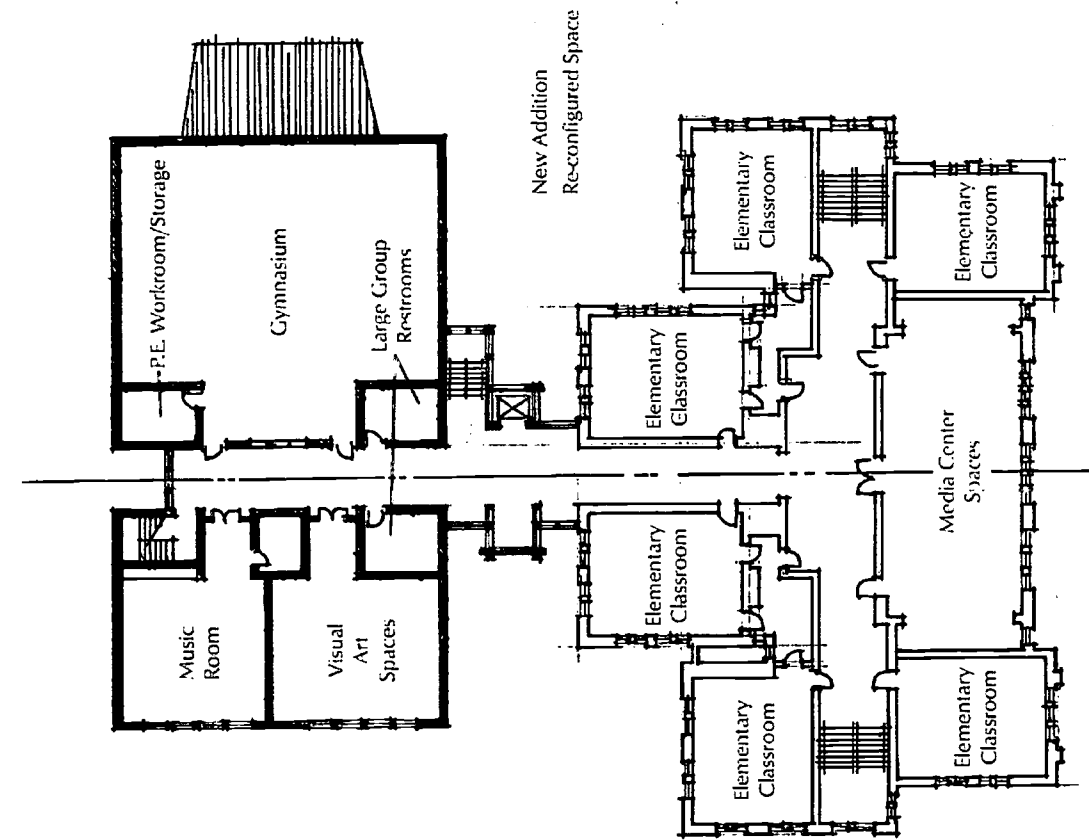 P.E. Workroom/Storage
Gymnasium
Large Group
Restrooms
New Addition
Re-configured Space
Music
Room
Visual
Art
Spaces
Elementary
Classroom
Elementary
Classroom
Elementary
Classroom
Elementary
Classroom
Elementary
Classroom
Elementary
Classroom
Media Center
Spaces